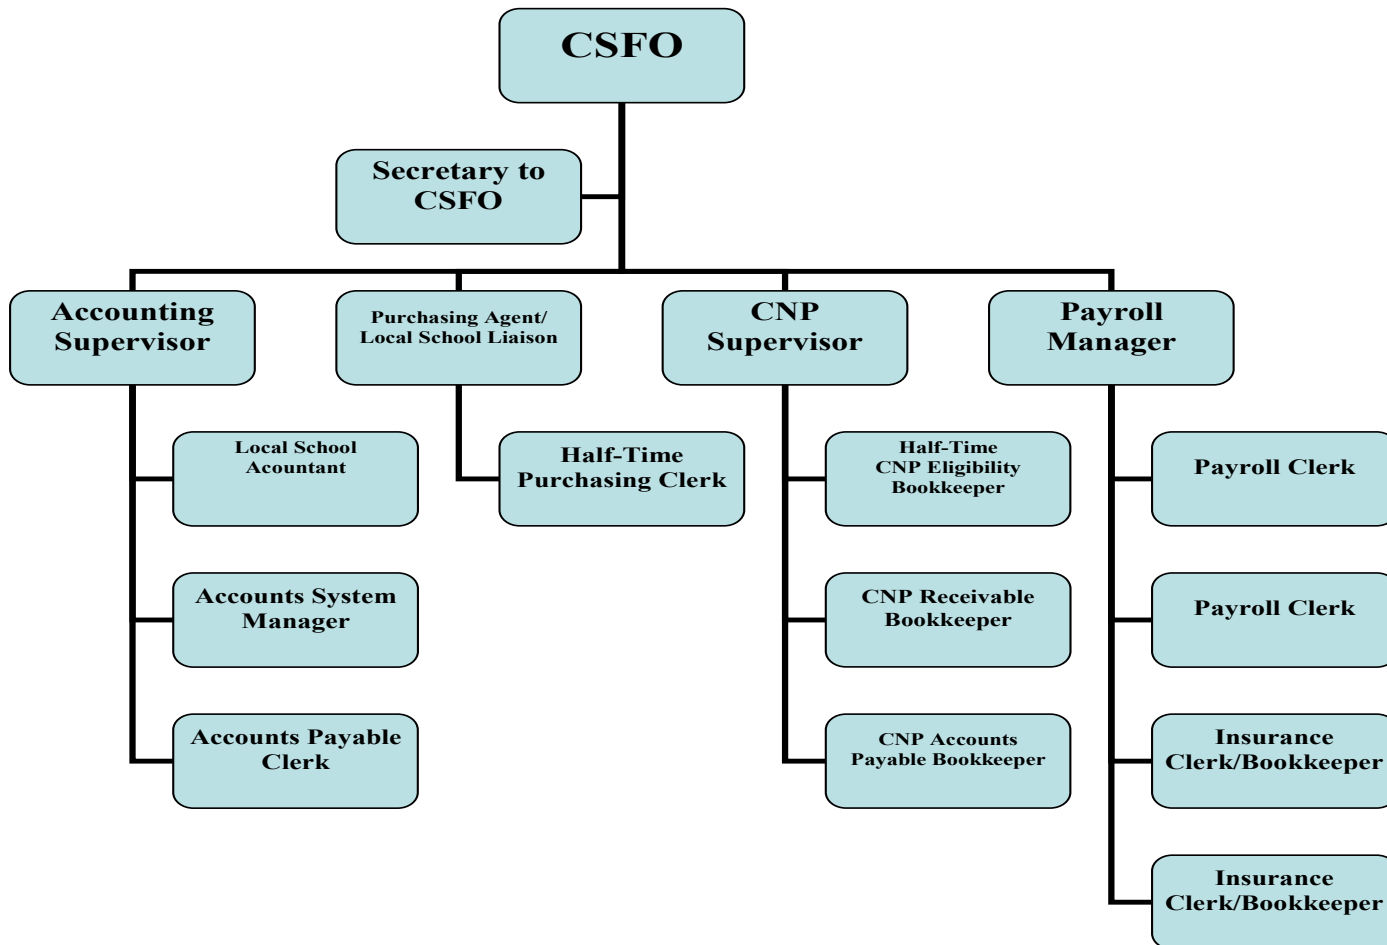 CSFO
Secretary to
CSFO
Accounting
Supervisor
Purchasing Agent/
Local School Liaison
CNP
Supervisor
Payroll
Manager
Local School
Acountant
Half-Time
Purchasing Clerk
Half-Time
CNP Eligibility
Bookkeeper
Payroll Clerk
Accounts System
Manager
CNP Receivable
Bookkeeper
Payroll Clerk
Accounts Payable
Clerk
CNP Accounts
Payable Bookkeeper
Insurance
Clerk/Bookkeeper
Insurance
Clerk/Bookkeeper